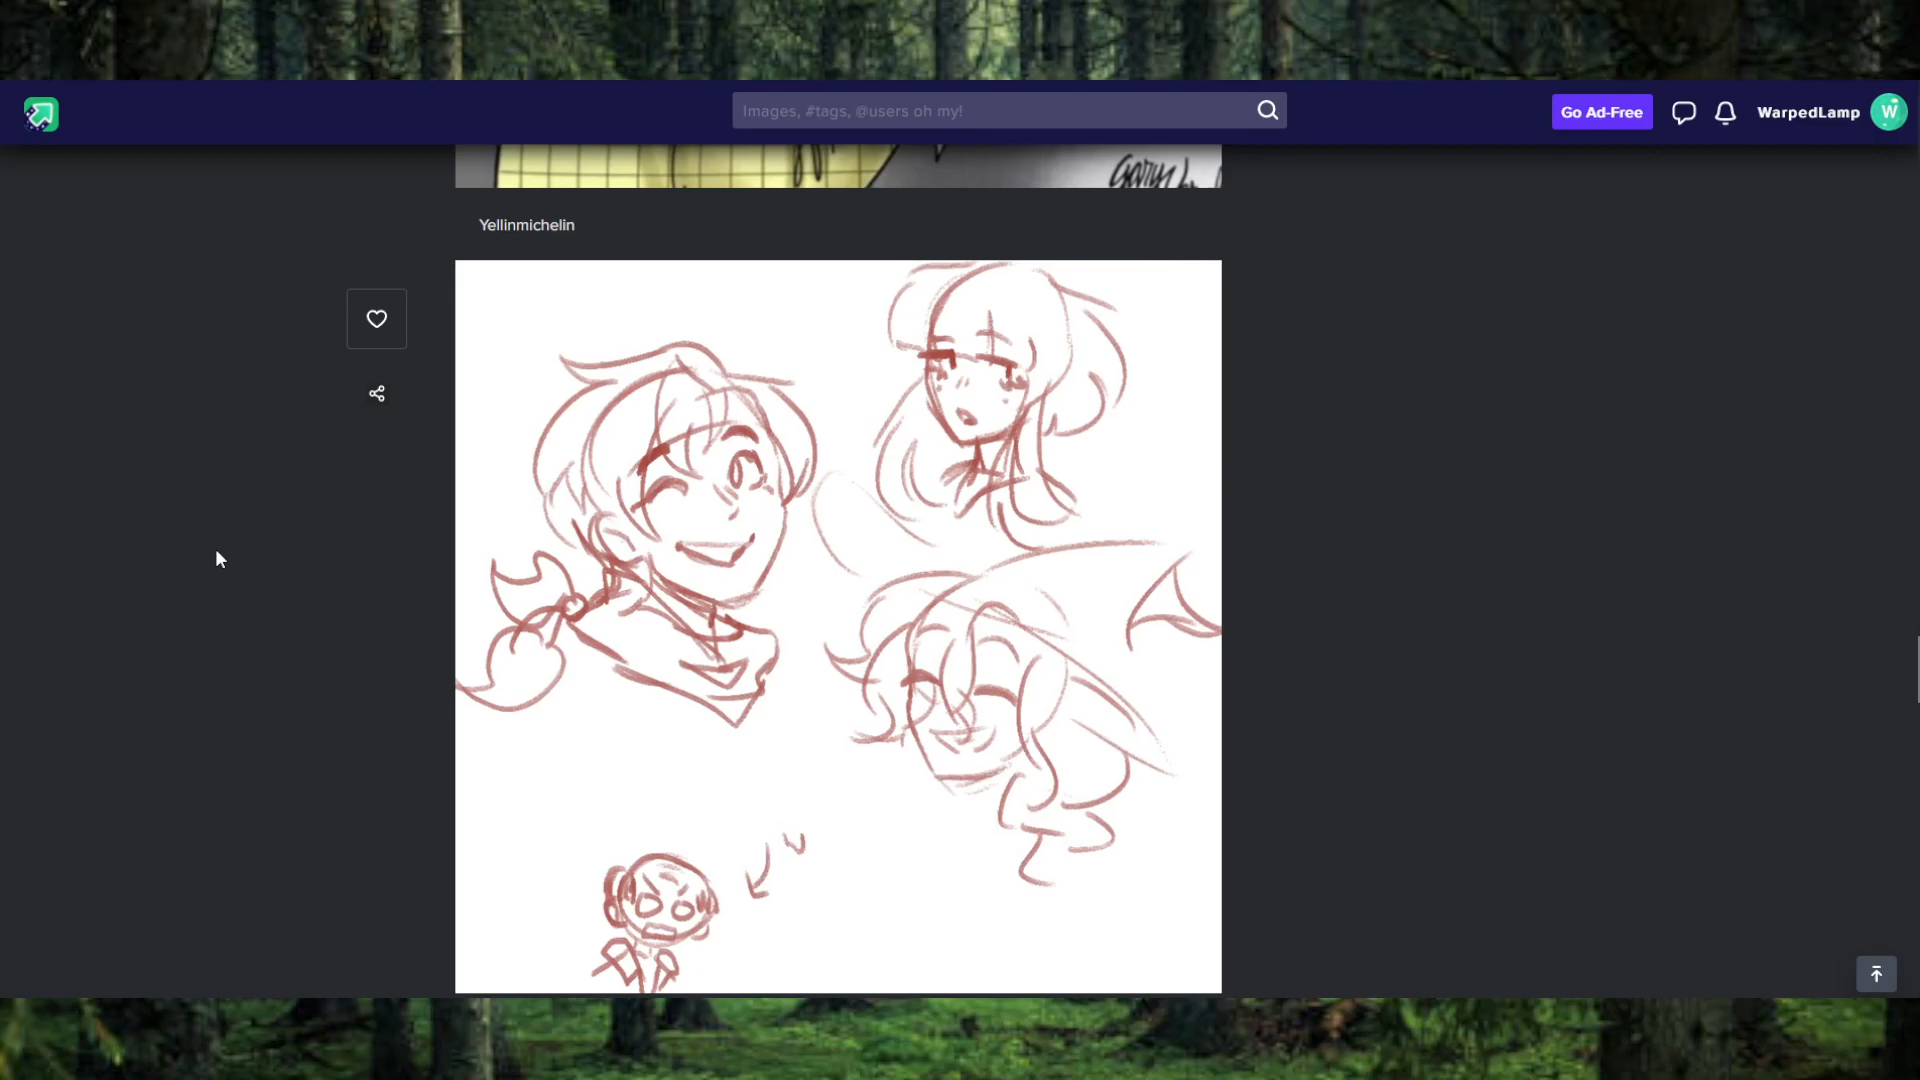 Images, #tags, @users oh my!
Go Ad-Free
WarpedLamp
W
Yellinmichelin